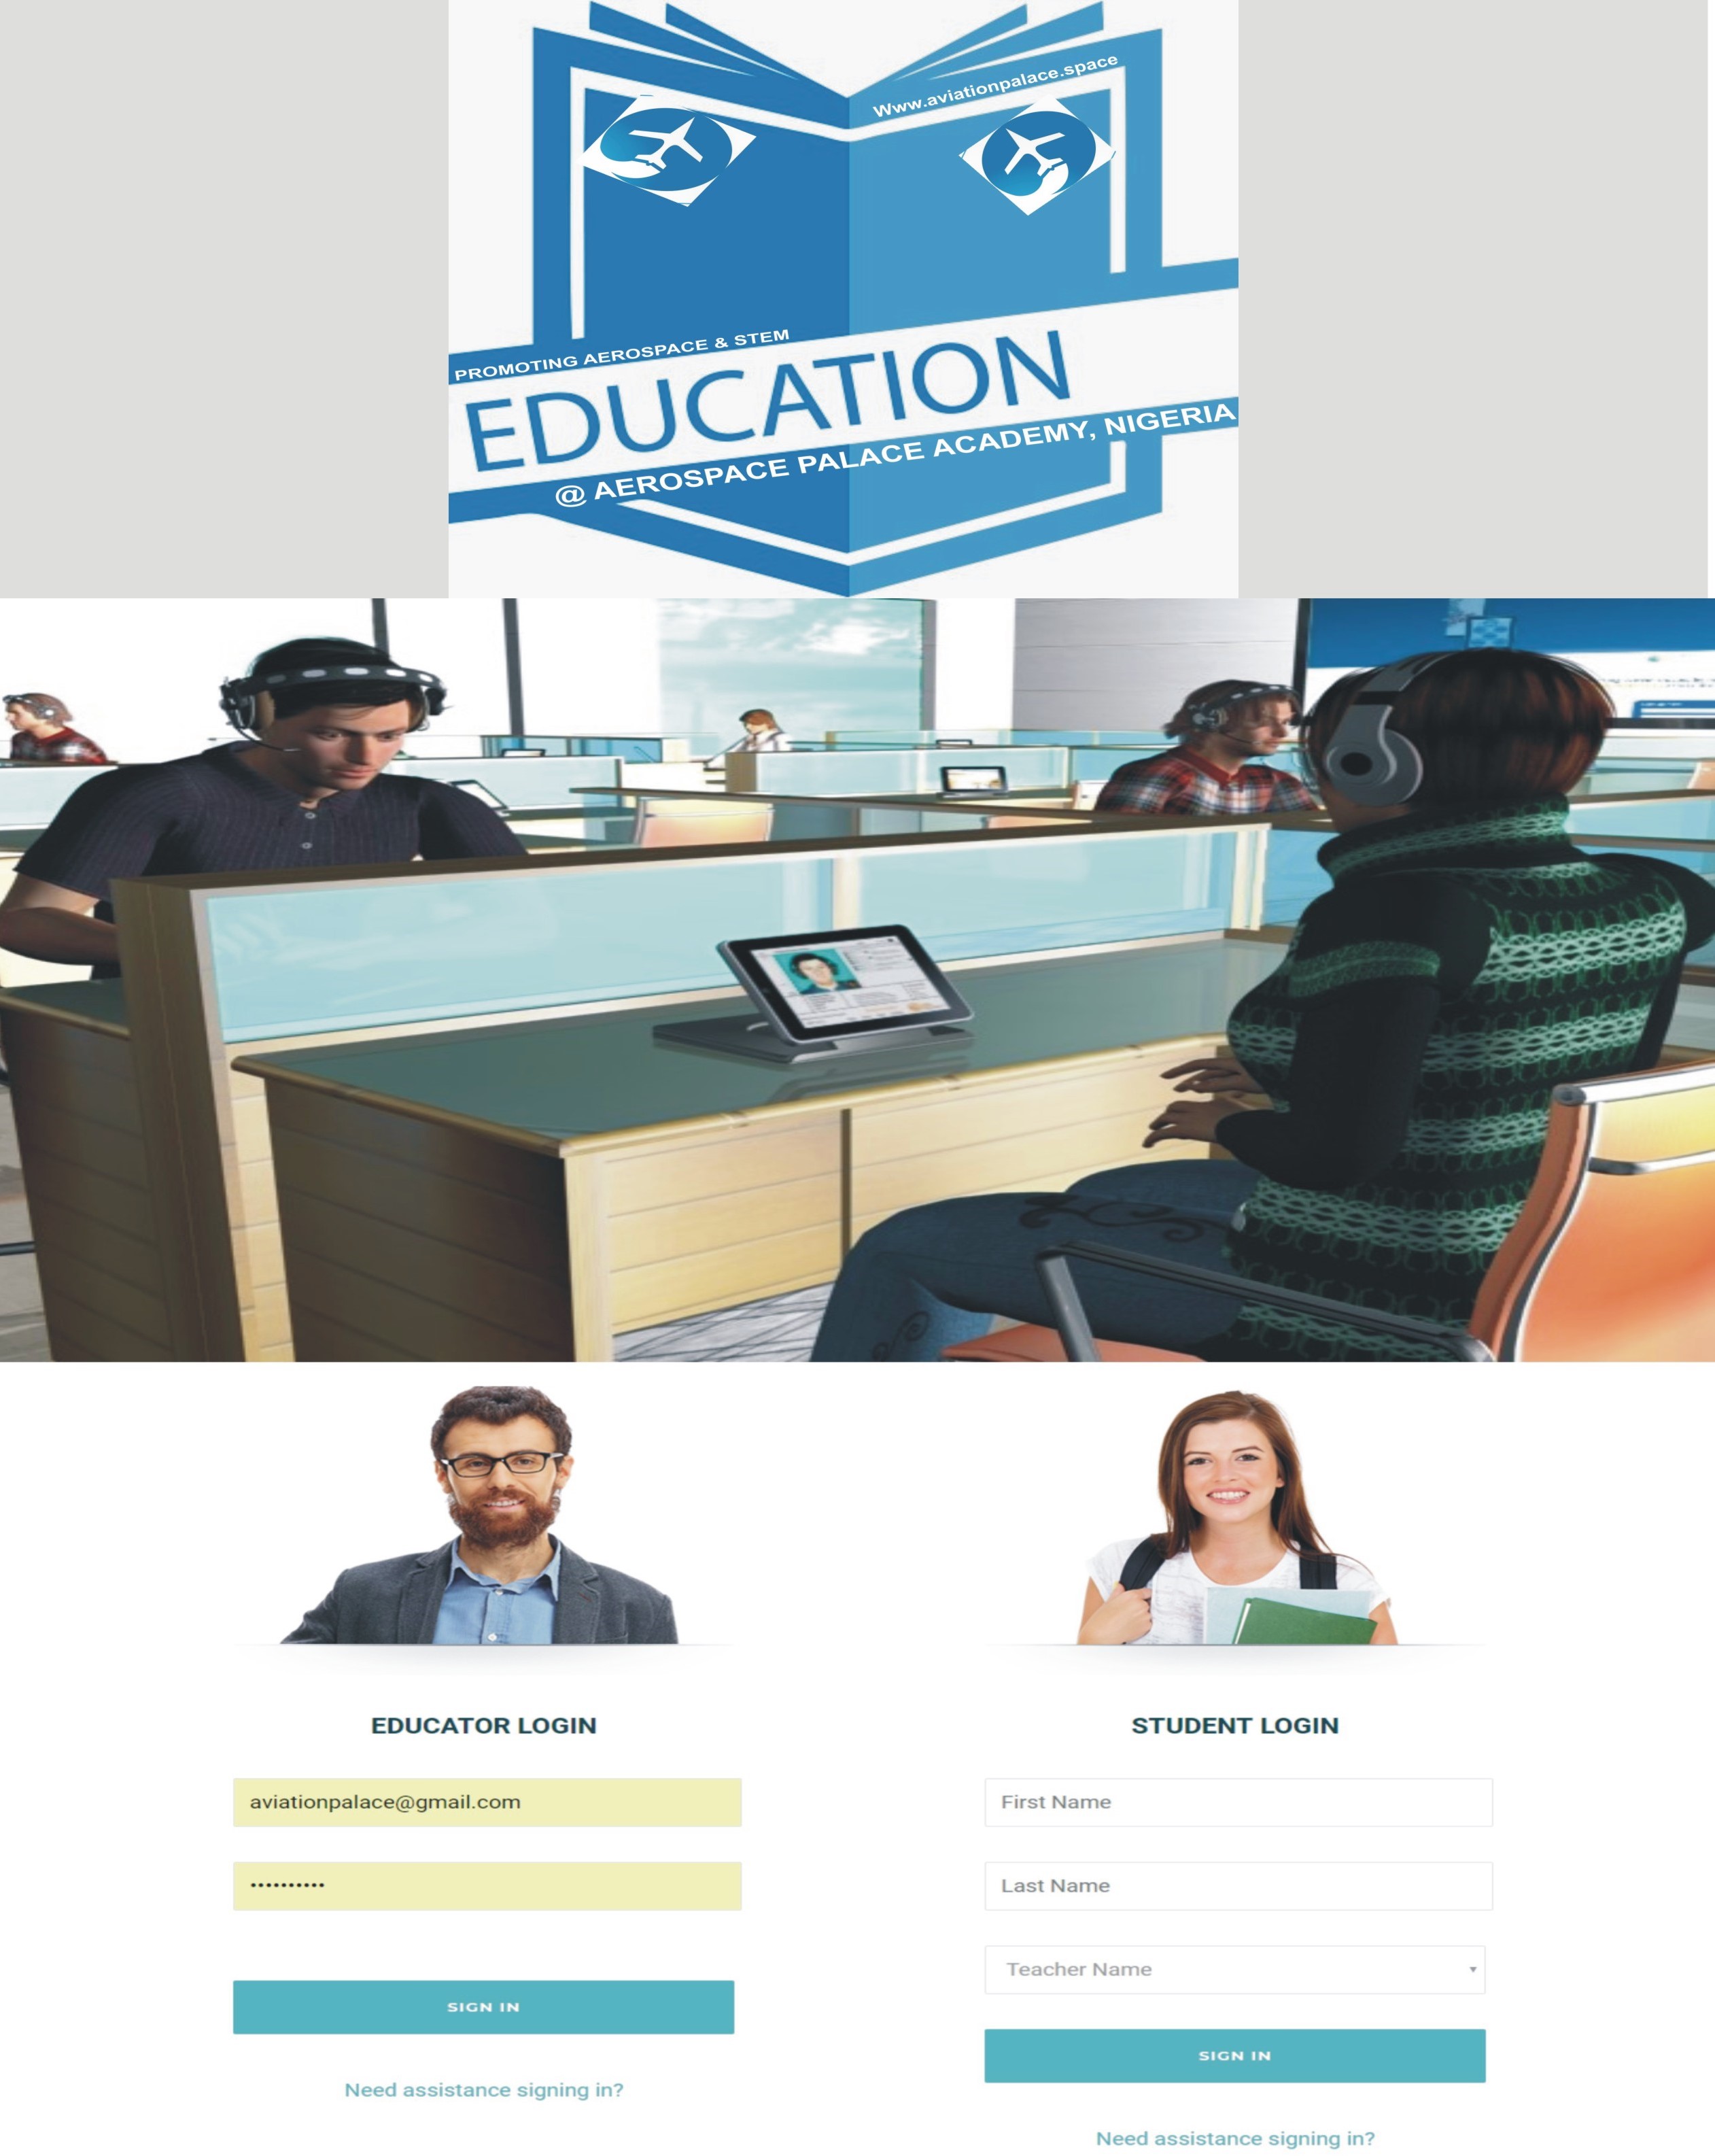 Www.aviationpalace.space
PROMOTING AEROSPACE & STEM
EDUCATION
@ AEROSPACE PALACE ACADEMY, NIGERIA
EDUCATOR LOGIN
aviationpalace@gmail.com
••••••••••
SIGN IN
Need assistance signing in?
STUDENT LOGIN
First Name
Last Name
Teacher Name
SIGN IN
Need assistance signing in?